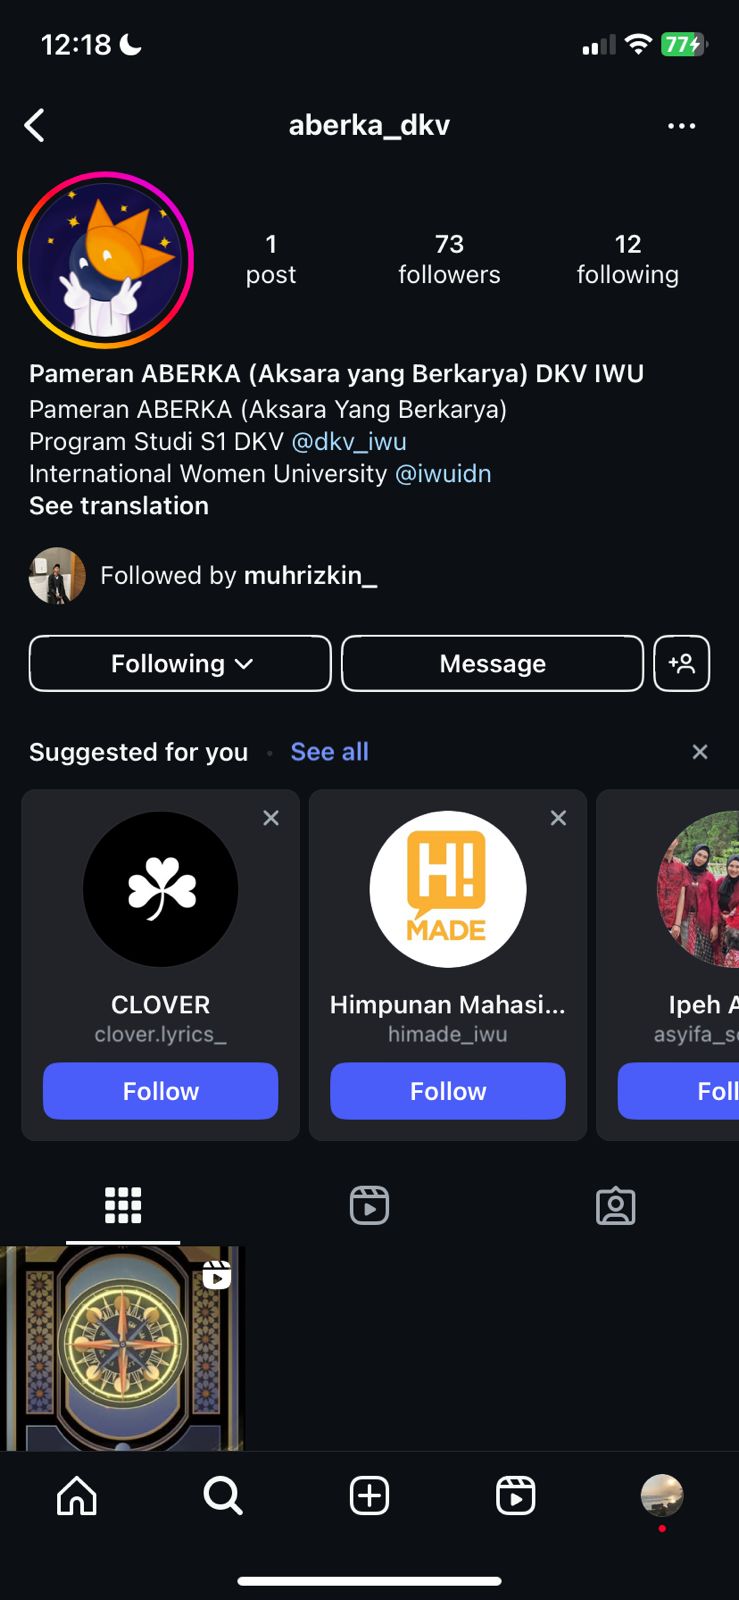 12:18
77
aberka_dkv
1 post
73 followers
12 following
Pameran ABERKA (Aksara yang Berkarya) DKV IWU
Pameran ABERKA (Aksara Yang Berkarya)
Program Studi S1 DKV @dkv_iwu
International Women University @iwuidn
See translation
Followed by muhrizkin_
Following
Message
Suggested for you · See all
H!
MADE
CLOVER
clover.lyrics_
Follow
Himpunan Mahasi...
himade_iwu
Follow
Ipeh A
asyifa_s
Foll